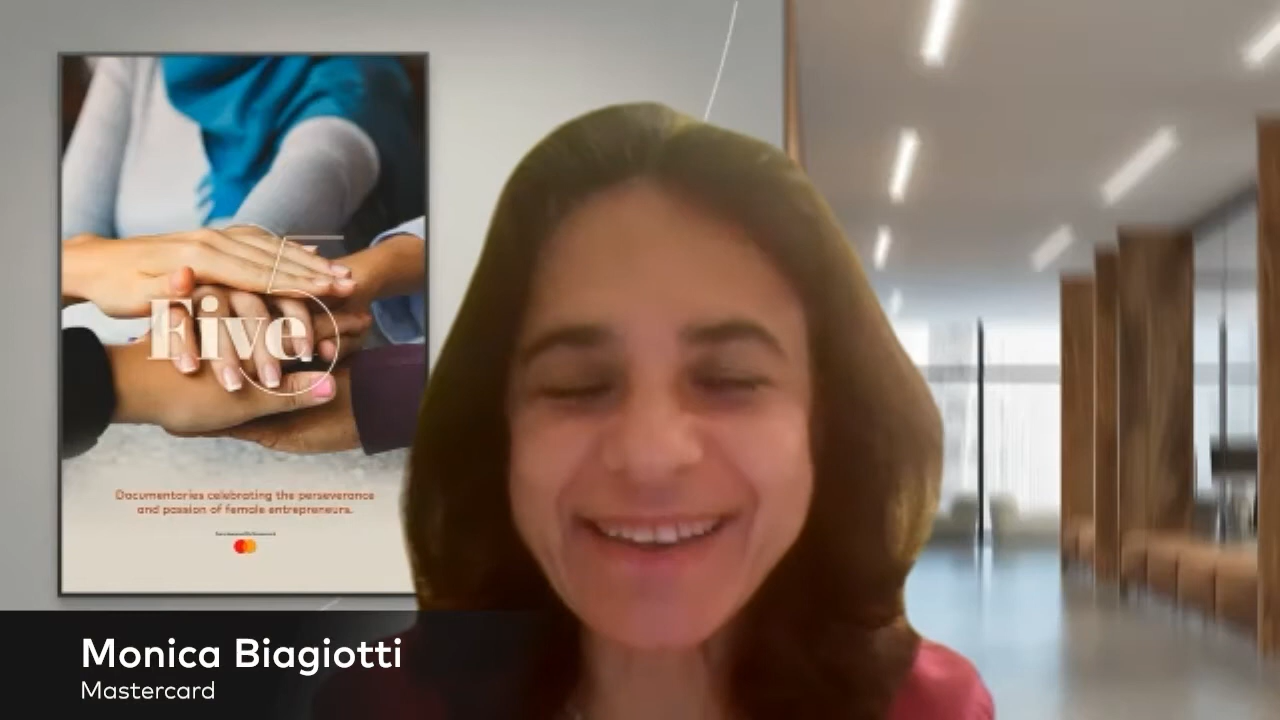 Five
Documentaries celebrating the perseverance
and passion of female entrepreneurs.
Monica Biagiotti
Mastercard